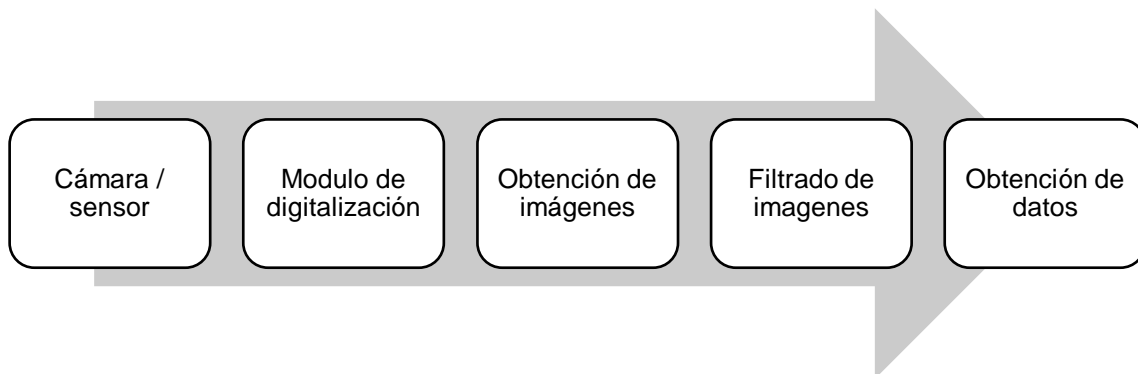 Cámara /
sensor
Modulo de
digitalización
Obtención de
imágenes
Filtrado de
imagenes
Obtención de
datos